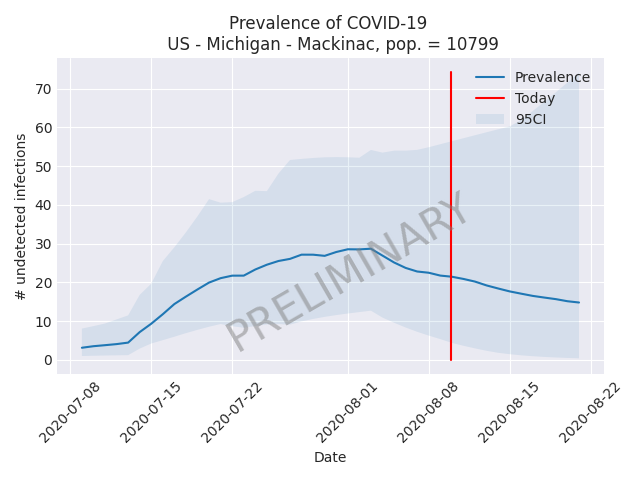 Prevalence of COVID-19
US - Michigan - Mackinac, pop. = 10799
Prevalence
Today
95CI
# undetected infections
70
60
50
40
30
20
10
0
PRELIMINARY
2020-07-08
2020-07-15
2020-07-22
2020-08-01
2020-08-08
2020-08-15
2020-08-22
Date